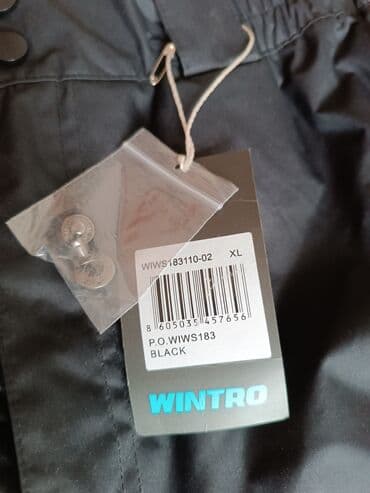 WIWS183110-02 XL
8 605035 457656
P.O.WIWS183
BLACK
WINTRO